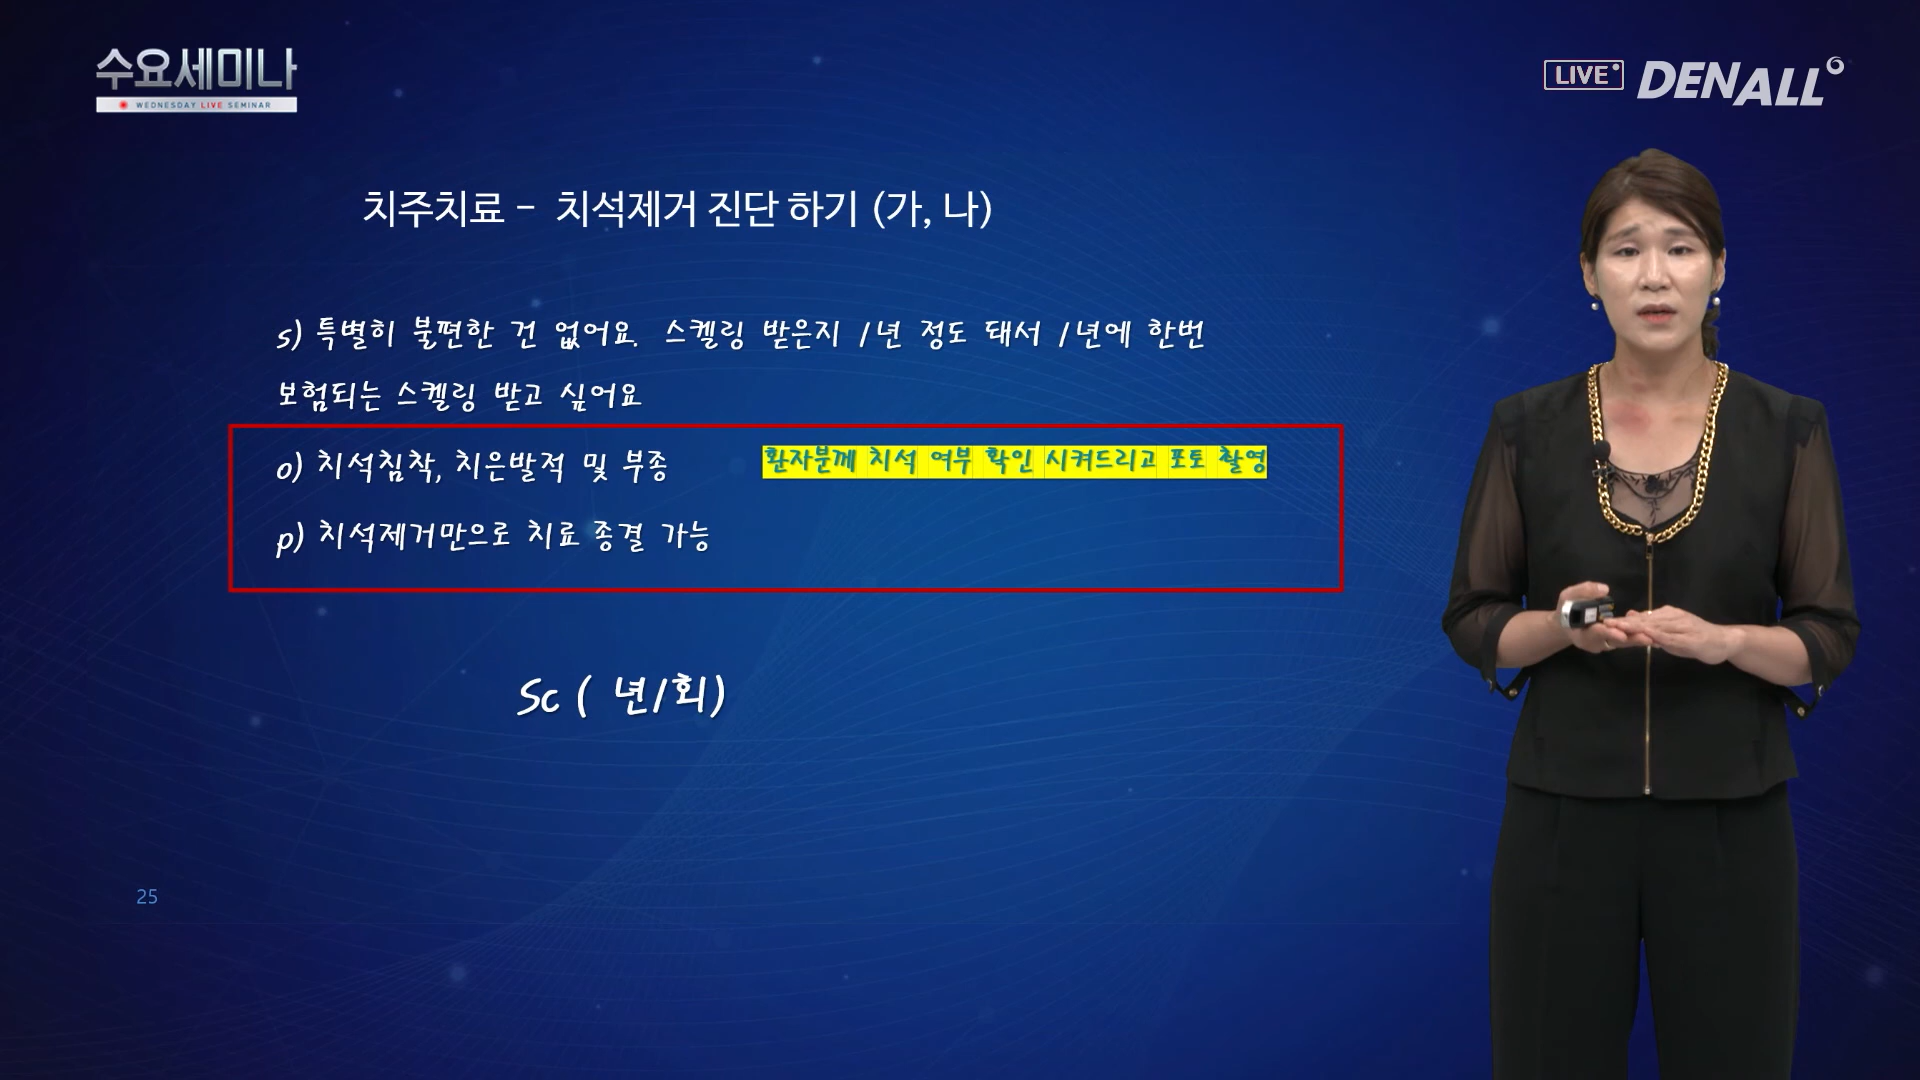 수요세미나
WEDNESDAY LIVE SEMINAR
LIVE DENALL
치주치료 - 치석제거 진단 하기 (가, 나)
s) 특별히 불편한 건 없어요. 스켈링 받은지 1년 정도 돼서 1년에 한번
보험되는 스켈링 받고 싶어요
o) 치석침착, 치은발적 및 부종
환자분께 치석 여부 확인 시켜드리고 포토 촬영
p) 치석제거만으로 치료 종결 가능
Sc ( 년/회)
25